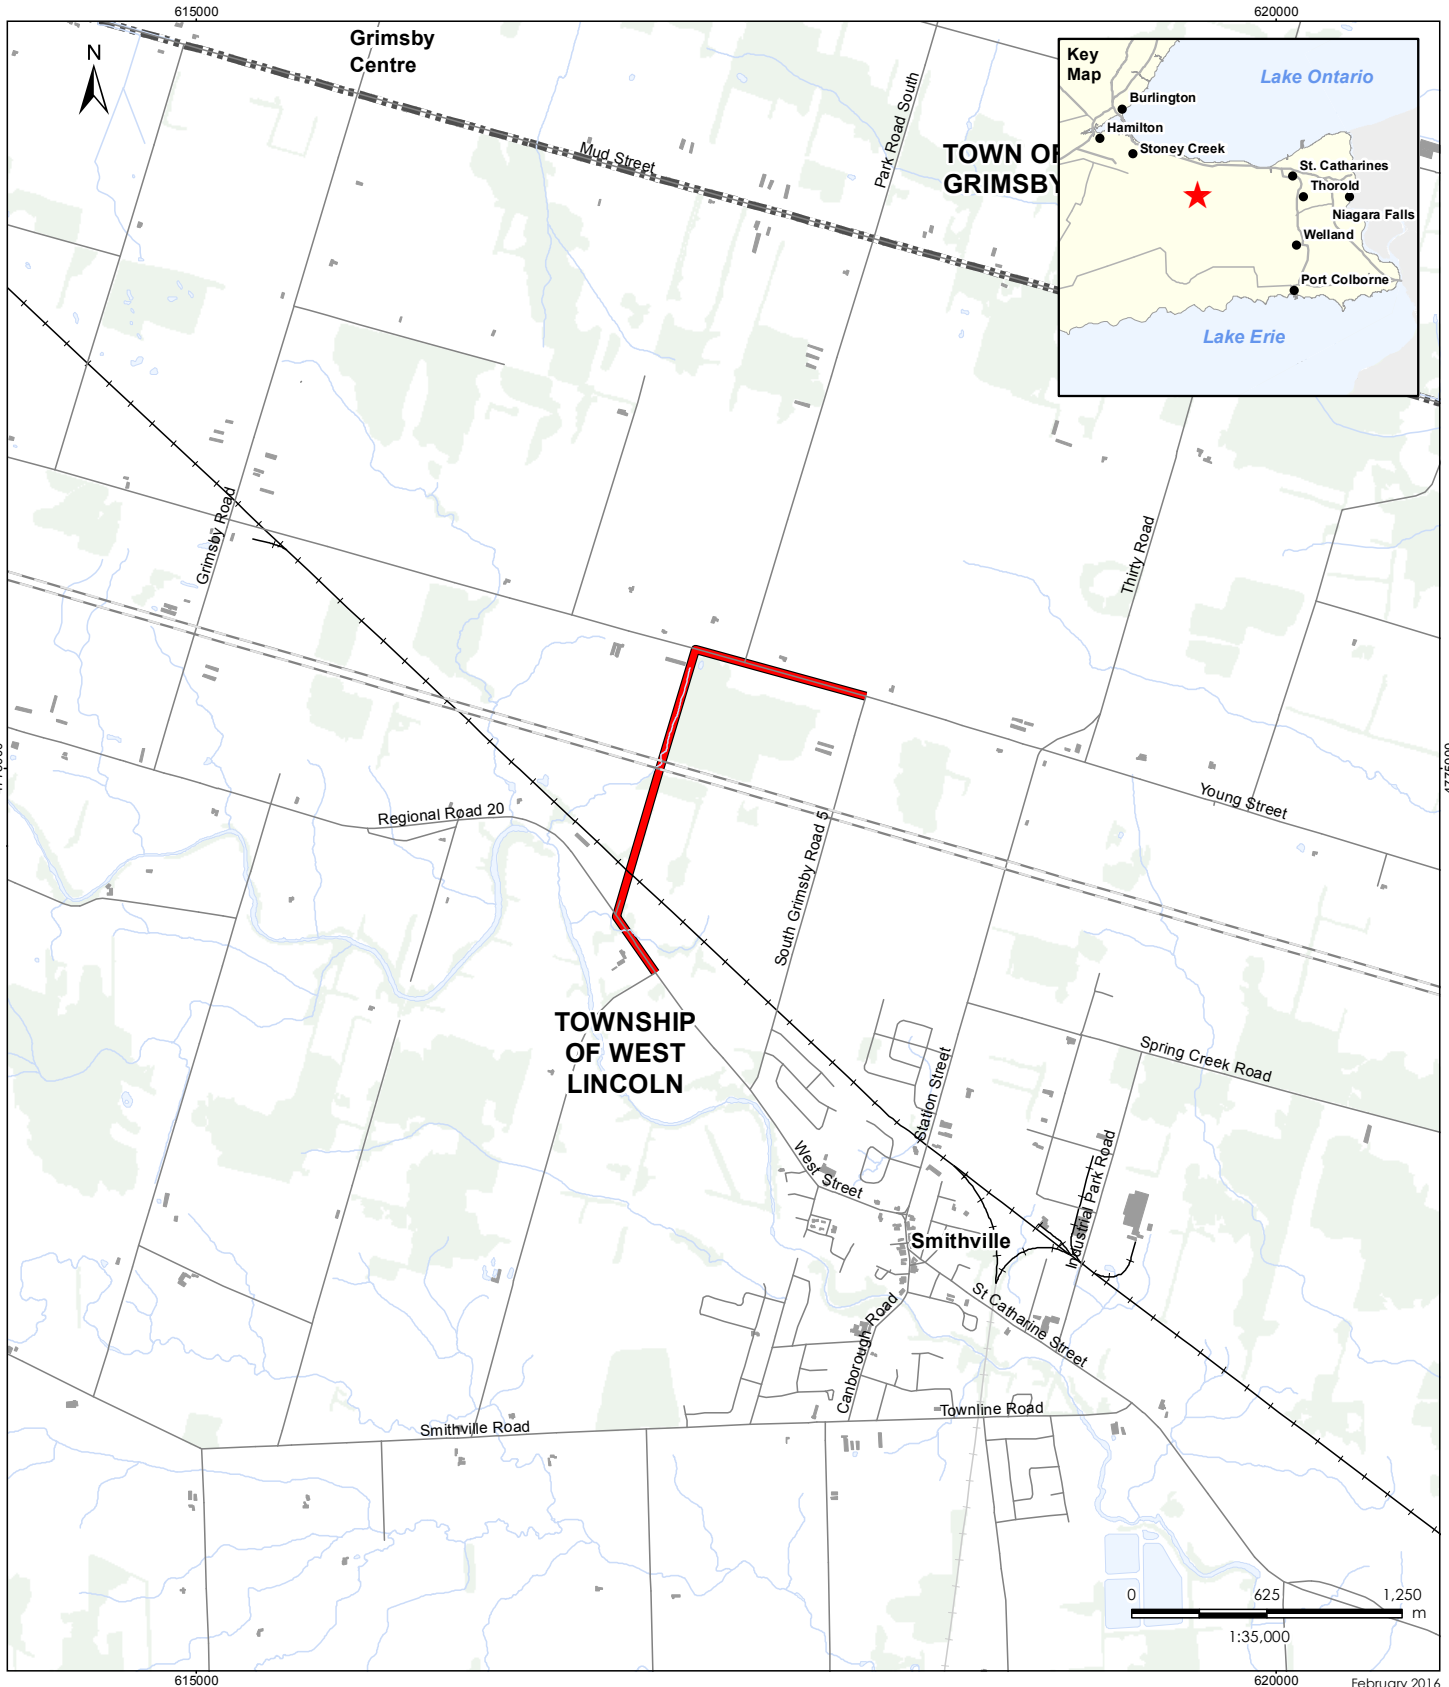 615000
620000
Grimsby
Centre
N
Key
Map
Lake Ontario
Burlington
Hamilton
Stoney Creek
St. Catharines
Thorold
Niagara Falls
Welland
Port Colborne
Lake Erie
Mud Street
Park Road South
TOWN OF
GRIMSBY
Grimsby Road
Thirty Road
4775000
Regional Road 20
Young Street
South Grimsby Road 5
TOWNSHIP
OF WEST
LINCOLN
Spring Creek Road
Station Street
West Street
Industrial Park Road
Smithville
St Catharine Street
Canborough Road
Townline Road
Smithville Road
0 625 1,250
m
1:35,000
615000
620000
February 2016